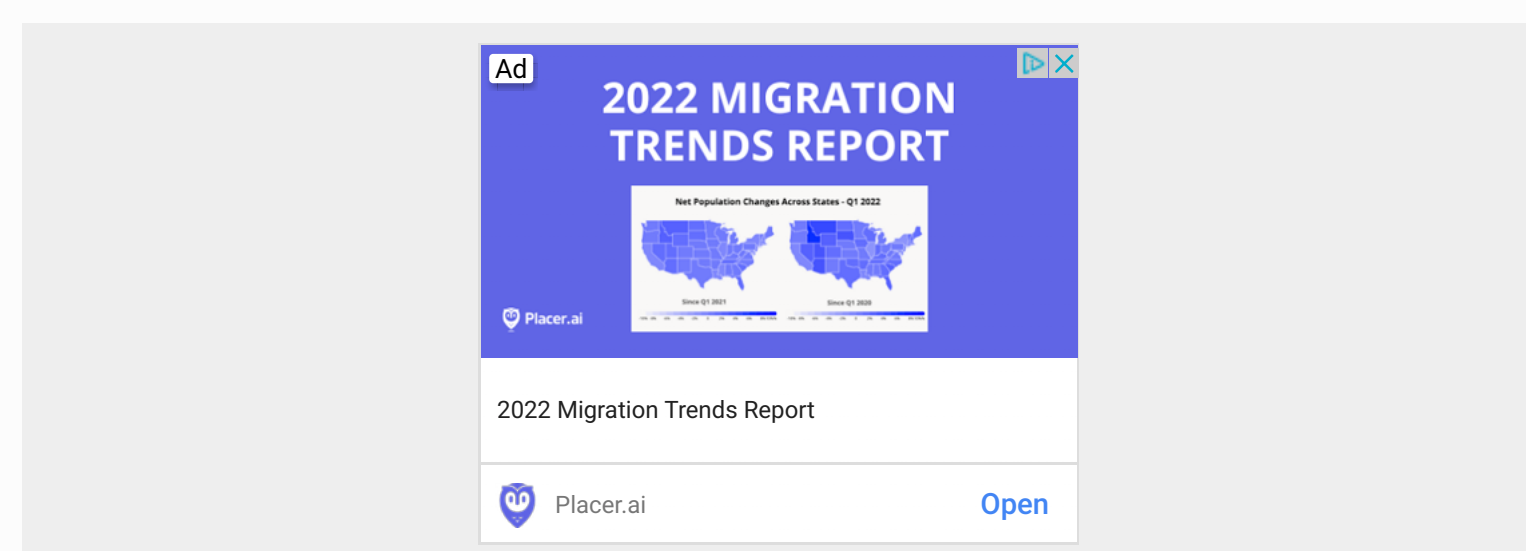 Ad
2022 MIGRATION
TRENDS REPORT
Net Population Changes Across States - Q1 2022
Since Q1 2021
Since Q1 2020
Placer.ai
2022 Migration Trends Report
Placer.ai
Open